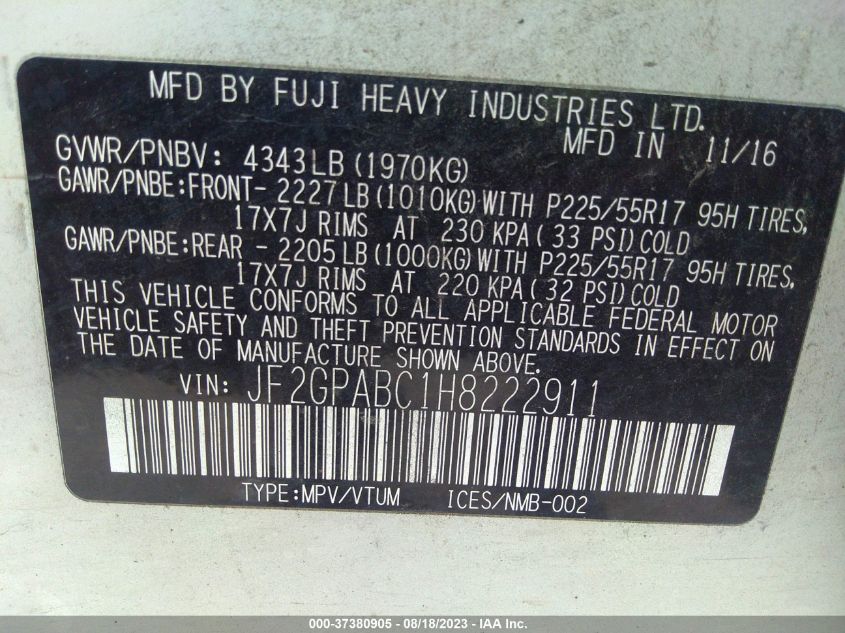 MFD BY FUJI HEAVY INDUSTRIES LTD.
MFD IN 11/16
GVWR/PNBV: 4343LB (1970KG)
GAWR/PNBE:FRONT- 2227LB (1010KG) WITH P225/55R17 95H TIRES,
17X7J RIMS AT 230 KPA (33 PSI) COLD
GAWR/PNBE:REAR - 2205LB (1000KG) WITH P225/55R17 95H TIRES,
17X7J RIMS AT 220 KPA (32 PSI) COLD
THIS VEHICLE CONFORMS TO ALL APPLICABLE FEDERAL MOTOR
VEHICLE SAFETY AND THEFT PREVENTION STANDARDS IN EFFECT ON
THE DATE OF MANUFACTURE SHOWN ABOVE.
VIN: JF2GPABC1H8222911
TYPE:MPV/VTUM ICES/NMB-002
000-37380905 - 08/18/2023 - IAA Inc.